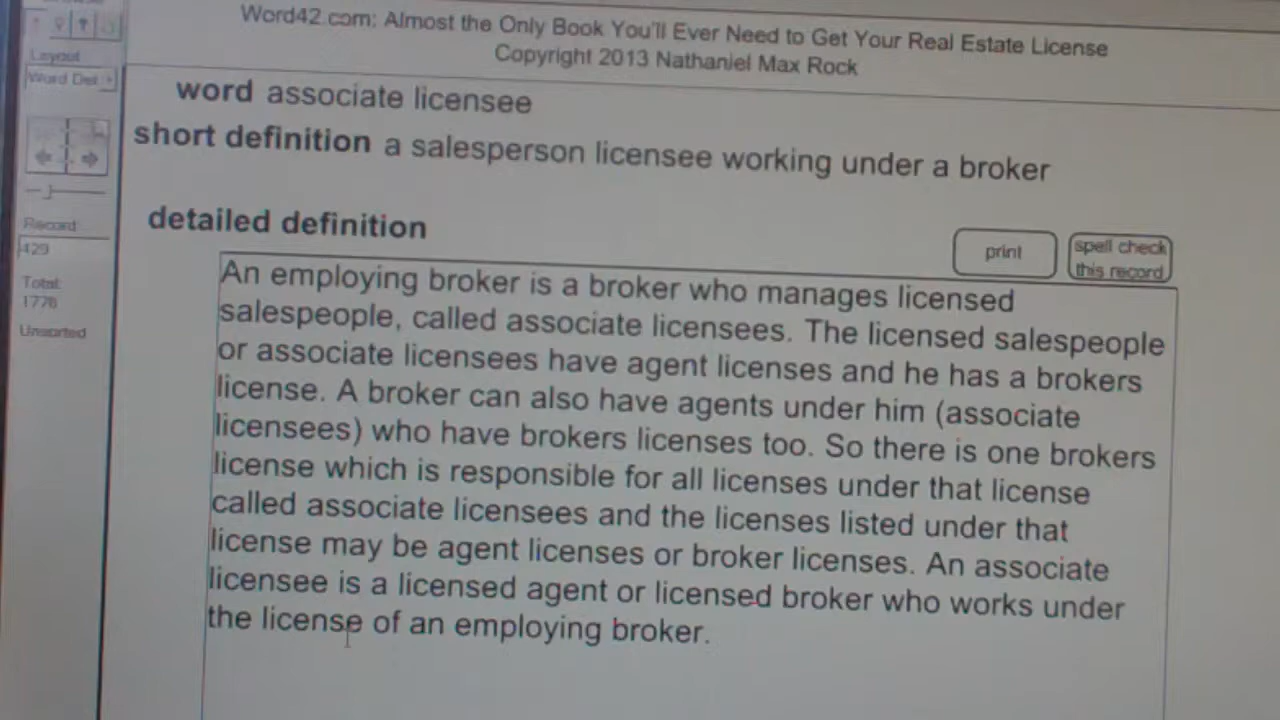 Word42.com: Almost the Only Book You'll Ever Need to Get Your Real Estate License
Copyright 2013 Nathaniel Max Rock
Layout
word associate licensee
short definition a salesperson licensee working under a broker
detailed definition
print
spell check
this record
Record:
429
Total:
1778
Unsorted
An employing broker is a broker who manages licensed
salespeople, called associate licensees. The licensed salespeople
or associate licensees have agent licenses and he has a brokers
license. A broker can also have agents under him (associate
licensees) who have brokers licenses too. So there is one brokers
license which is responsible for all licenses under that license
called associate licensees and the licenses listed under that
license may be agent licenses or broker licenses. An associate
licensee is a licensed agent or licensed broker who works under
the license of an employing broker.